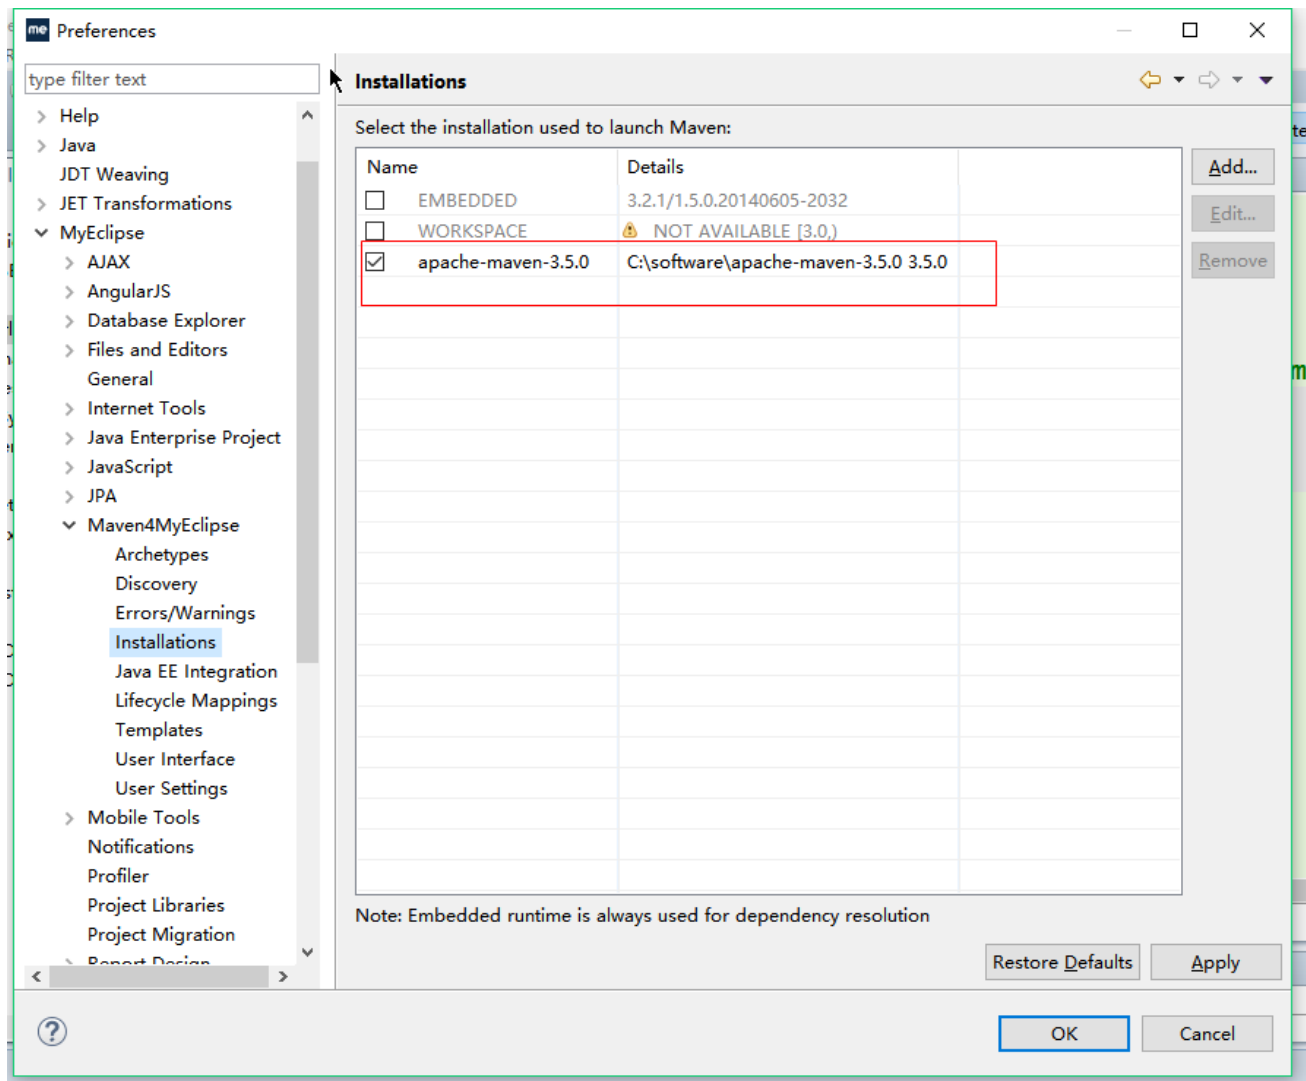 me Preferences
type filter text
Help
Java
JDT Weaving
JET Transformations
MyEclipse
AJAX
AngularJS
Database Explorer
Files and Editors
General
Internet Tools
Java Enterprise Project
JavaScript
JPA
Maven4MyEclipse
Archetypes
Discovery
Errors/Warnings
Installations
Java EE Integration
Lifecycle Mappings
Templates
User Interface
User Settings
Mobile Tools
Notifications
Profiler
Project Libraries
Project Migration
Report Design
Installations
Select the installation used to launch Maven:
Name Details
EMBEDDED 3.2.1/1.5.0.20140605-2032
WORKSPACE NOT AVAILABLE [3.0,)
apache-maven-3.5.0 C:\software\apache-maven-3.5.0 3.5.0
Add...
Edit...
Remove
Note: Embedded runtime is always used for dependency resolution
Restore Defaults Apply
OK Cancel